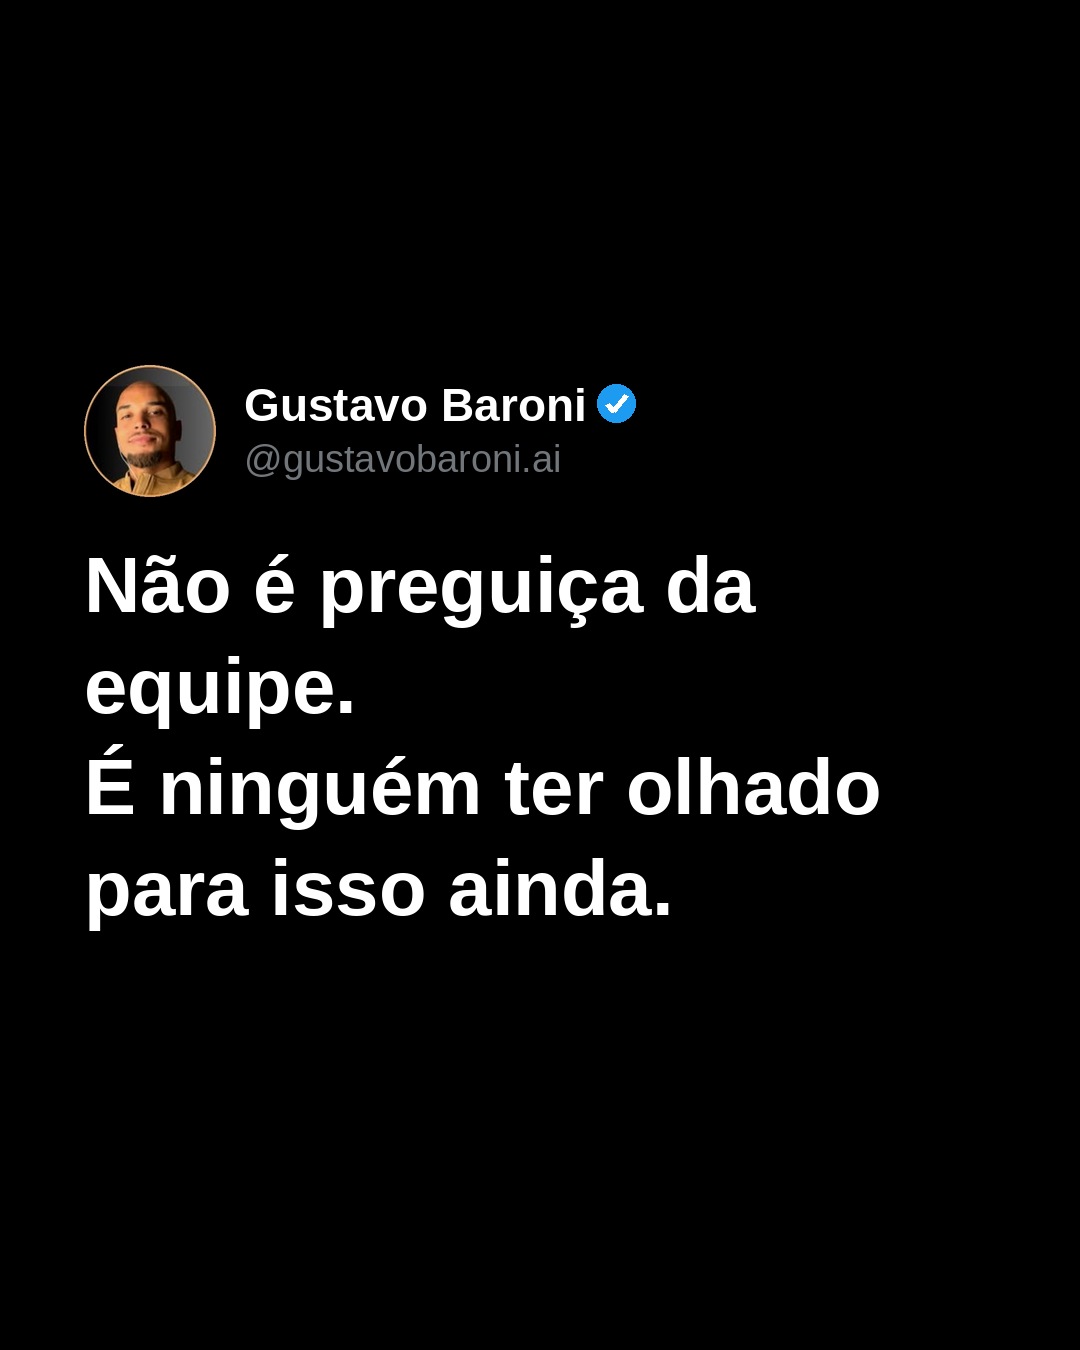 Gustavo Baroni
@gustavobaroni.ai
Não é preguiça da
equipe.
É ninguém ter olhado
para isso ainda.